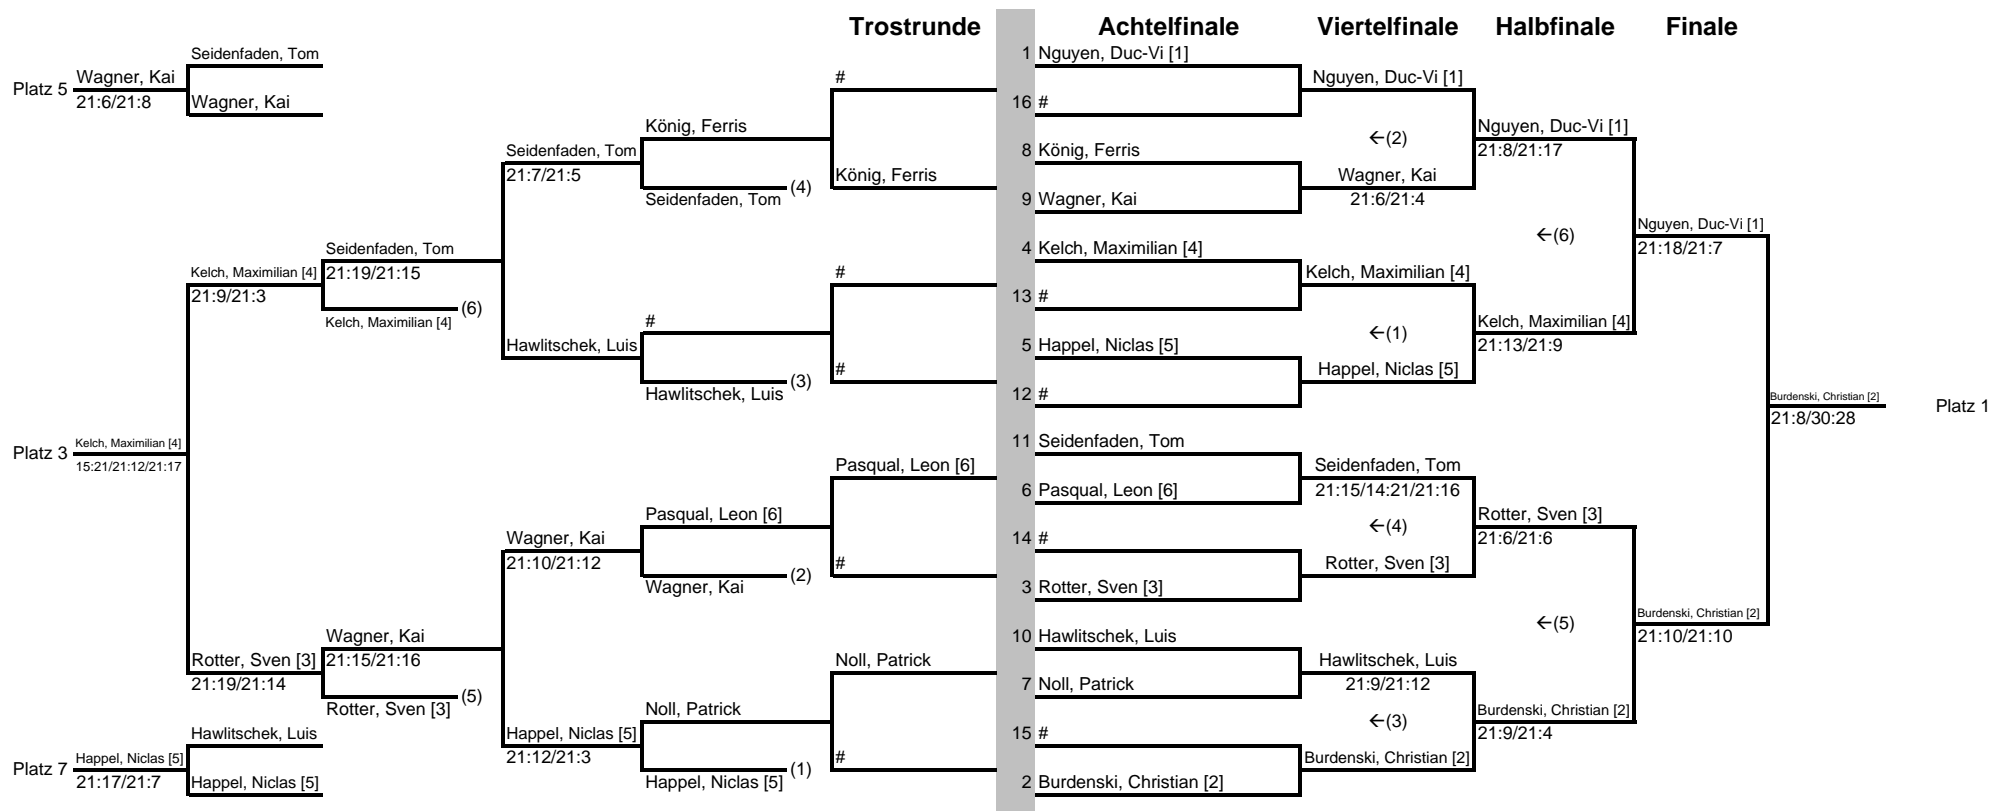 Trostrunde Achtelfinale Viertelfinale Halbfinale Finale
Seidenfaden, Tom 1 Nguyen, Duc-Vi [1]
Platz 5 Wagner, Kai # Nguyen, Duc-Vi [1]
21:6/21:8 Wagner, Kai 16 #
König, Ferris ←(2) Nguyen, Duc-Vi [1]
Seidenfaden, Tom 8 König, Ferris 21:8/21:17
21:7/21:5 (4) König, Ferris Wagner, Kai
Seidenfaden, Tom 9 Wagner, Kai 21:6/21:4
Nguyen, Duc-Vi [1]
Seidenfaden, Tom 4 Kelch, Maximilian [4] ←(6) 21:18/21:7
Kelch, Maximilian [4] 21:19/21:15 # Kelch, Maximilian [4]
21:9/21:3 (6) 13 #
Kelch, Maximilian [4] # ←(1) Kelch, Maximilian [4]
Hawlitschek, Luis 5 Happel, Niclas [5] 21:13/21:9
(3) # Happel, Niclas [5]
Hawlitschek, Luis 12 # Burdenski, Christian [2] Platz 1
21:8/30:28
Platz 3 Kelch, Maximilian [4] 11 Seidenfaden, Tom
15:21/21:12/21:17 Pasqual, Leon [6] Seidenfaden, Tom
6 Pasqual, Leon [6] 21:15/14:21/21:16
Pasqual, Leon [6] ←(4) Rotter, Sven [3]
Wagner, Kai 14 # 21:6/21:6
21:10/21:12 (2) # Rotter, Sven [3]
Wagner, Kai 3 Rotter, Sven [3]
Burdenski, Christian [2]
Wagner, Kai 10 Hawlitschek, Luis ←(5) 21:10/21:10
Rotter, Sven [3] 21:15/21:16 Noll, Patrick Hawlitschek, Luis
21:19/21:14 (5) 7 Noll, Patrick 21:9/21:12
Rotter, Sven [3] Noll, Patrick ←(3) Burdenski, Christian [2]
Hawlitschek, Luis Happel, Niclas [5] 15 # 21:9/21:4
Platz 7 Happel, Niclas [5] 21:12/21:3 (1) # Burdenski, Christian [2]
21:17/21:7 Happel, Niclas [5] Happel, Niclas [5] 2 Burdenski, Christian [2]